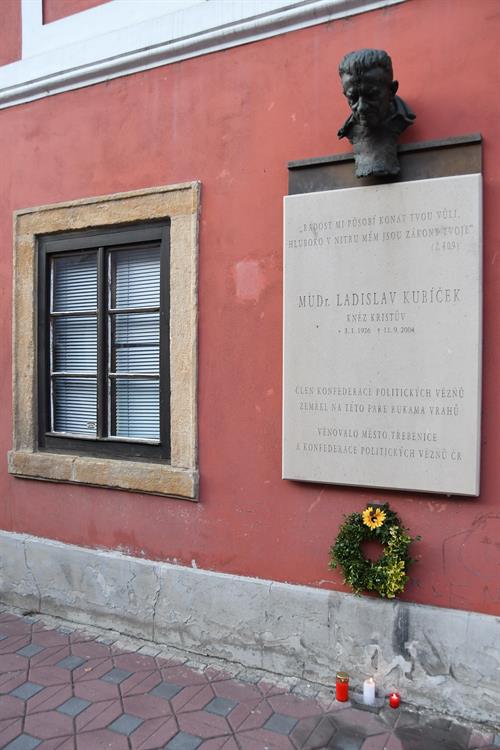 „RADOST MI PŮSOBÍ KONAT TVOU VŮLI,
HLUBOKO V NITRU MÉM JSOU ZÁKONY TVOJE“
(Ž 40,9)
MUDr. LADISLAV KUBÍČEK
KNĚZ KRISTŮV
* 3.1.1926 † 11.9.2004
ČLEN KONFEDERACE POLITICKÝCH VĚZŇŮ
ZEMŘEL NA TÉTO FAŘE RUKAMA VRAHŮ
VĚNOVALO MĚSTO TŘEBENICE
A KONFEDERACE POLITICKÝCH VĚZŇŮ ČR